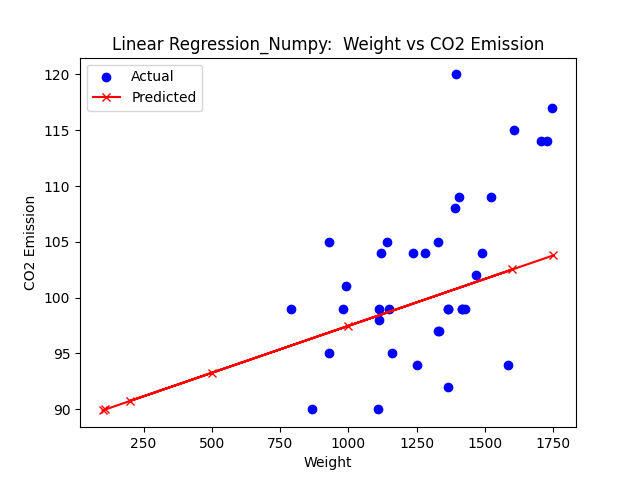 Linear Regression_Numpy:  Weight vs CO2 Emission
Actual
Predicted
120
115
110
105
100
95
90
CO2 Emission
250
500
750
1000
1250
1500
1750
Weight